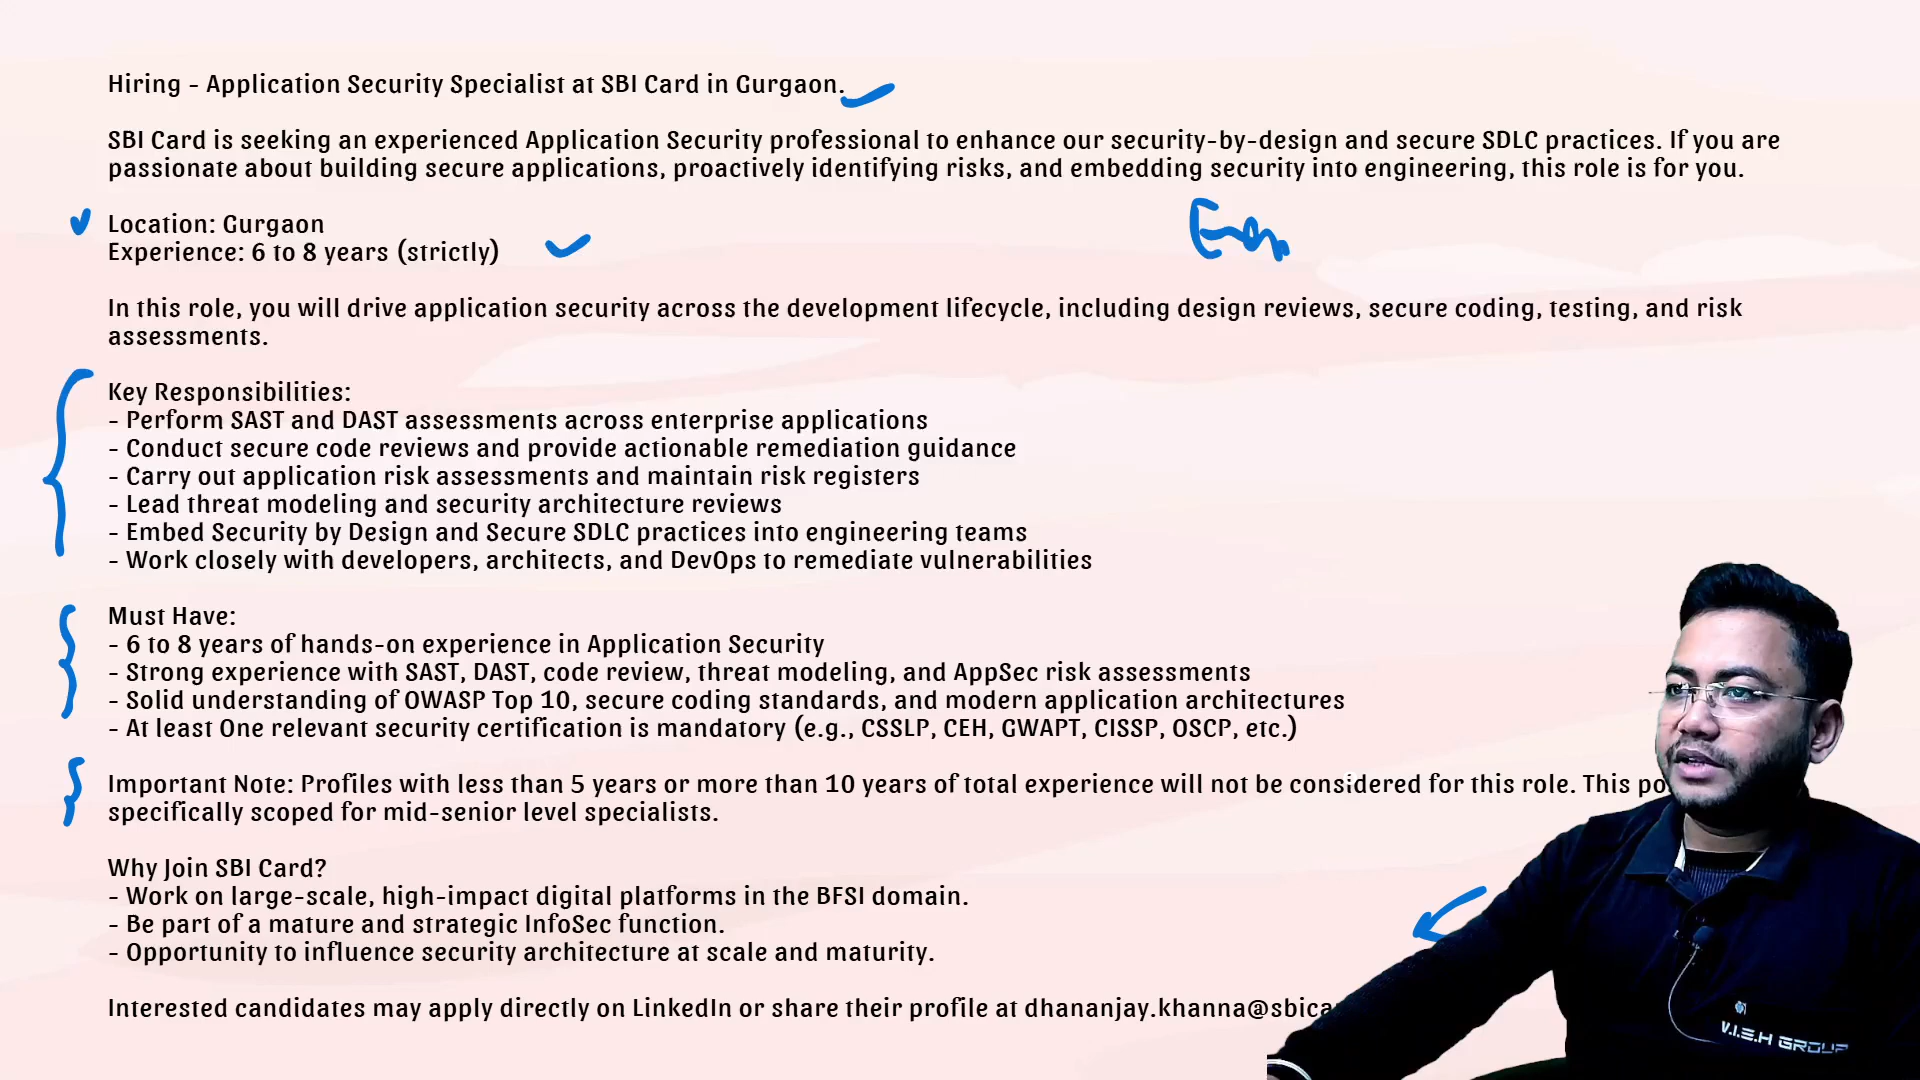 Hiring - Application Security Specialist at SBI Card in Gurgaon.
SBI Card is seeking an experienced Application Security professional to enhance our security-by-design and secure SDLC practices. If you are
passionate about building secure applications, proactively identifying risks, and embedding security into engineering, this role is for you.
Location: Gurgaon
Experience: 6 to 8 years (strictly)
In this role, you will drive application security across the development lifecycle, including design reviews, secure coding, testing, and risk
assessments.
Key Responsibilities:
- Perform SAST and DAST assessments across enterprise applications
- Conduct secure code reviews and provide actionable remediation guidance
- Carry out application risk assessments and maintain risk registers
- Lead threat modeling and security architecture reviews
- Embed Security by Design and Secure SDLC practices into engineering teams
- Work closely with developers, architects, and DevOps to remediate vulnerabilities
Must Have:
- 6 to 8 years of hands-on experience in Application Security
- Strong experience with SAST, DAST, code review, threat modeling, and AppSec risk assessments
- Solid understanding of OWASP Top 10, secure coding standards, and modern application architectures
- At least One relevant security certification is mandatory (e.g., CSSLP, CEH, GWAPT, CISSP, OSCP, etc.)
Important Note: Profiles with less than 5 years or more than 10 years of total experience will not be considered for this role. This
specifically scoped for mid-senior level specialists.
Why Join SBI Card?
- Work on large-scale, high-impact digital platforms in the BFSI domain.
- Be part of a mature and strategic InfoSec function.
- Opportunity to influence security architecture at scale and maturity.
Interested candidates may apply directly on LinkedIn or share their profile at dhananjay.khanna@sbica
V.I.E.H GROUP